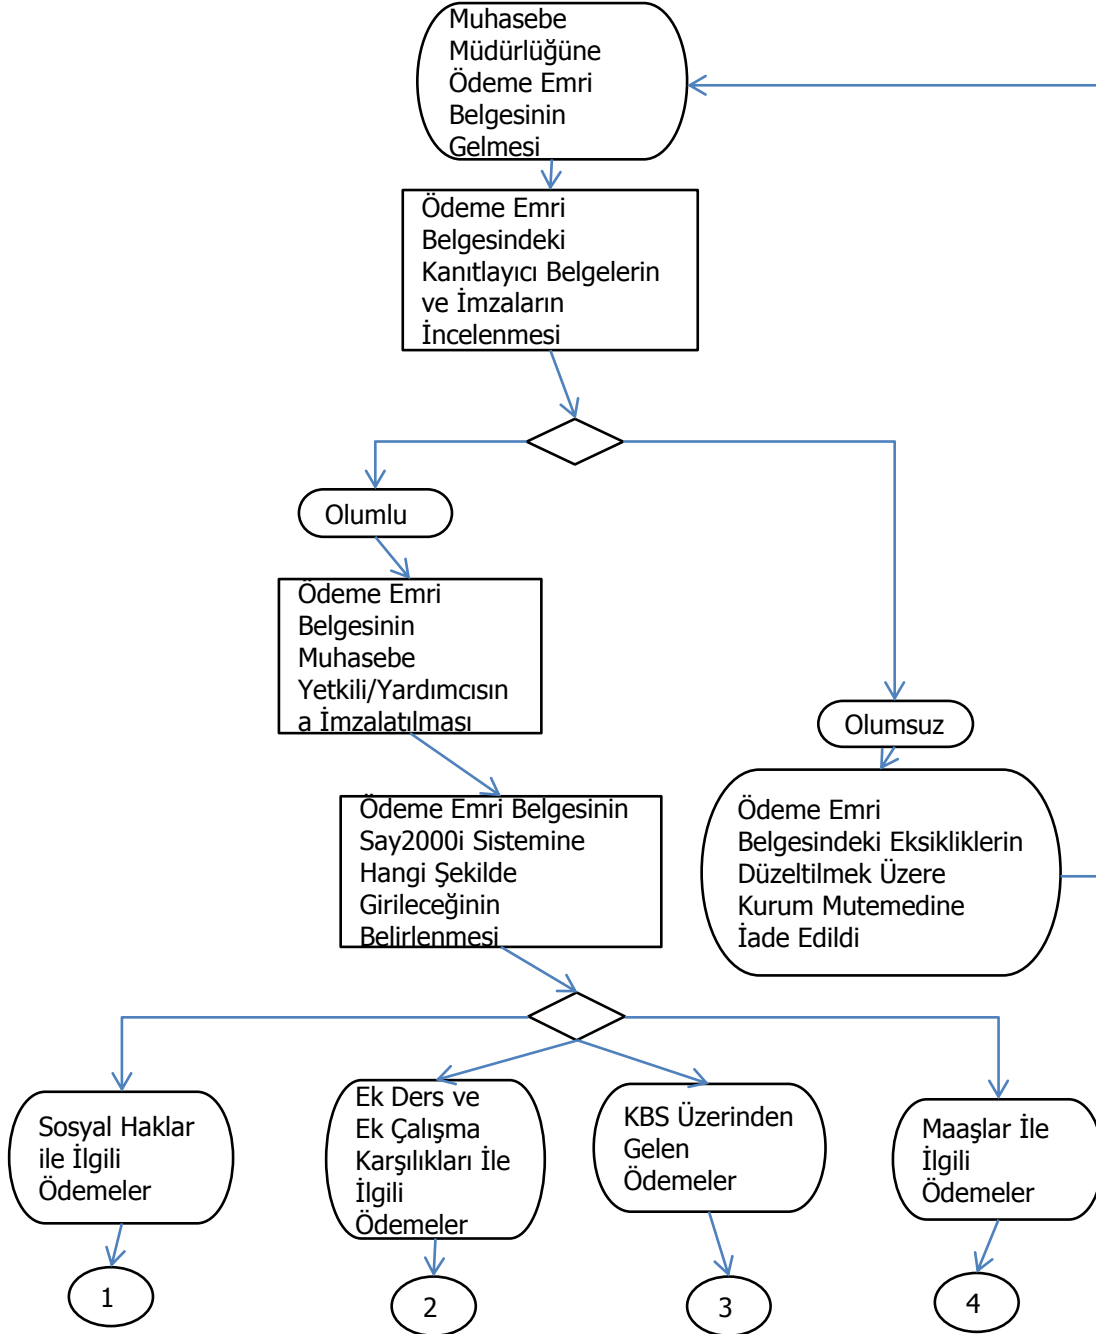 Muhasebe
Müdürlüğüne
Ödeme Emri
Belgesinin
Gelmesi
Ödeme Emri
Belgesindeki
Kanıtlayıcı Belgelerin
ve İmzaların
İncelenmesi
Olumlu
Ödeme Emri
Belgesinin
Muhasebe
Yetkili/Yardımcısın
a İmzalatılması
Olumsuz
Ödeme Emri Belgesinin
Say2000i Sistemine
Hangi Şekilde
Girileceğinin
Belirlenmesi
Ödeme Emri
Belgesindeki Eksikliklerin
Düzeltilmek Üzere
Kurum Mutemedine
İade Edildi
Sosyal Haklar
ile İlgili
Ödemeler
Ek Ders ve
Ek Çalışma
Karşılıkları İle
İlgili
Ödemeler
KBS Üzerinden
Gelen
Ödemeler
Maaşlar İle
İlgili
Ödemeler
1
2
3
4